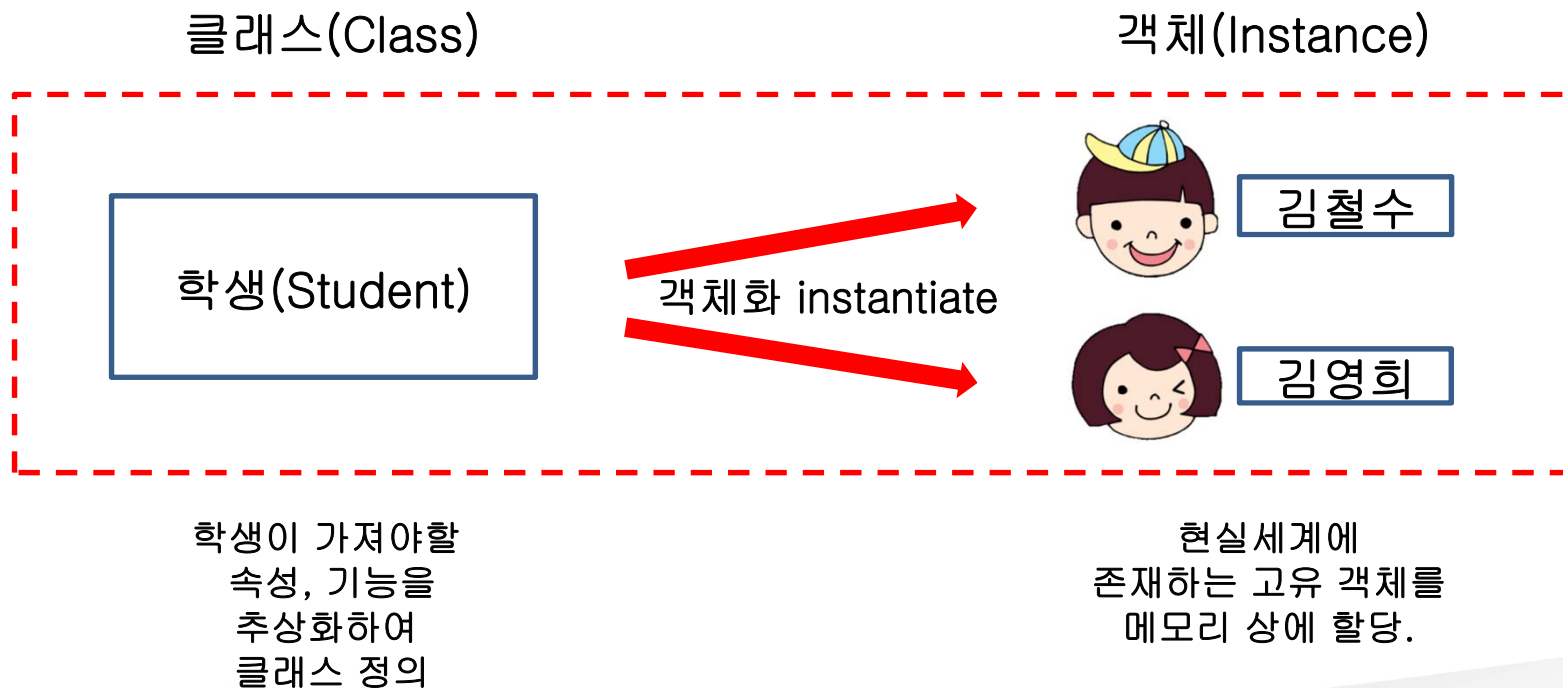 클래스(Class)
객체(Instance)
학생(Student)
객체화 instantiate
김철수
김영희
학생이 가져야할
속성, 기능을
추상화하여
클래스 정의
현실세계에
존재하는 고유 객체를
메모리 상에 할당.